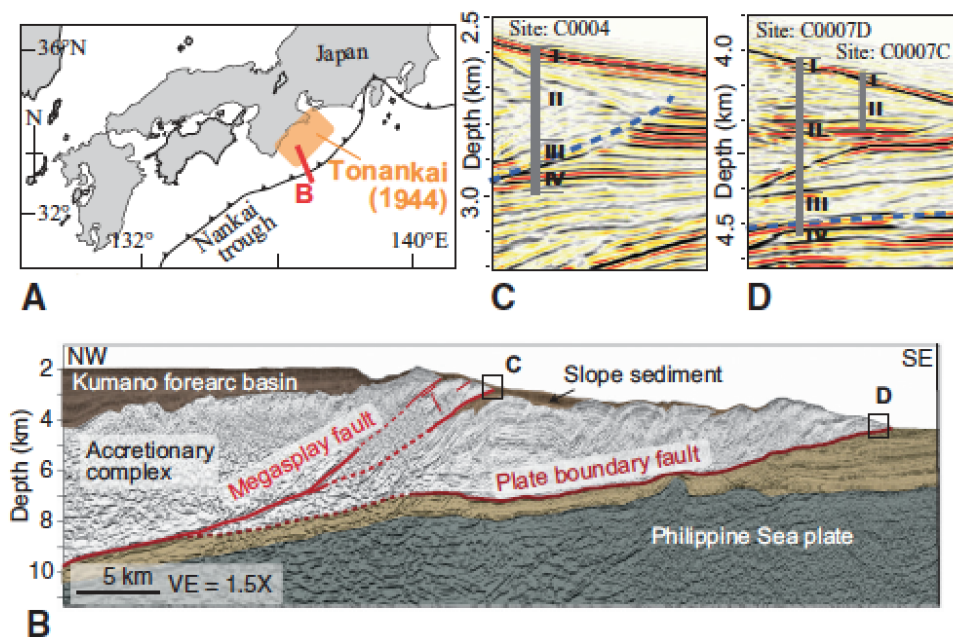 36°N
Japan
N
B
Tonankai
(1944)
32°
132°
Nankai
trough
140°E
A
2.5
Site: C0004
I
II
III
IV
Depth (km)
3.0
C
4.0
Site: C0007D
Site: C0007C
I
I
II
II
III
IV
Depth (km)
4.5
D
NW
SE
2
Kumano forearc basin
C
Slope sediment
D
4
Accretionary
complex
Megasplay fault
Plate boundary fault
6
Depth (km)
8
Philippine Sea plate
10
5 km
VE = 1.5X
B